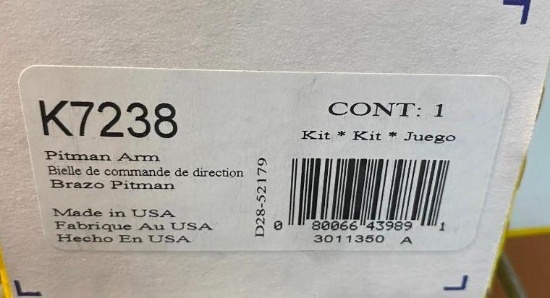 K7238
Pitman Arm
Bielle de commande de direction
Brazo Pitman
Made in USA
Fabrique Au USA
Hecho En USA
CONT: 1
Kit * Kit * Juego
D28-52179
0 80066 43989 1
3011350 A